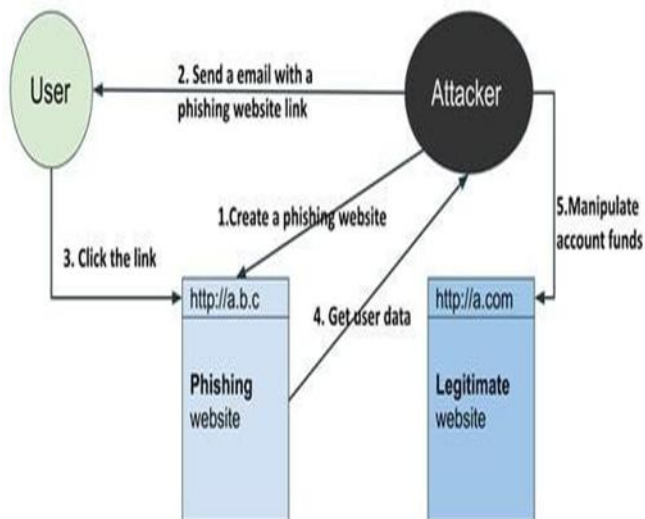 User
2. Send a email with a
phishing website link
Attacker
1.Create a phishing website
5.Manipulate
account funds
3. Click the link
http://a.b.c
4. Get user data
http://a.com
Phishing
website
Legitimate
website